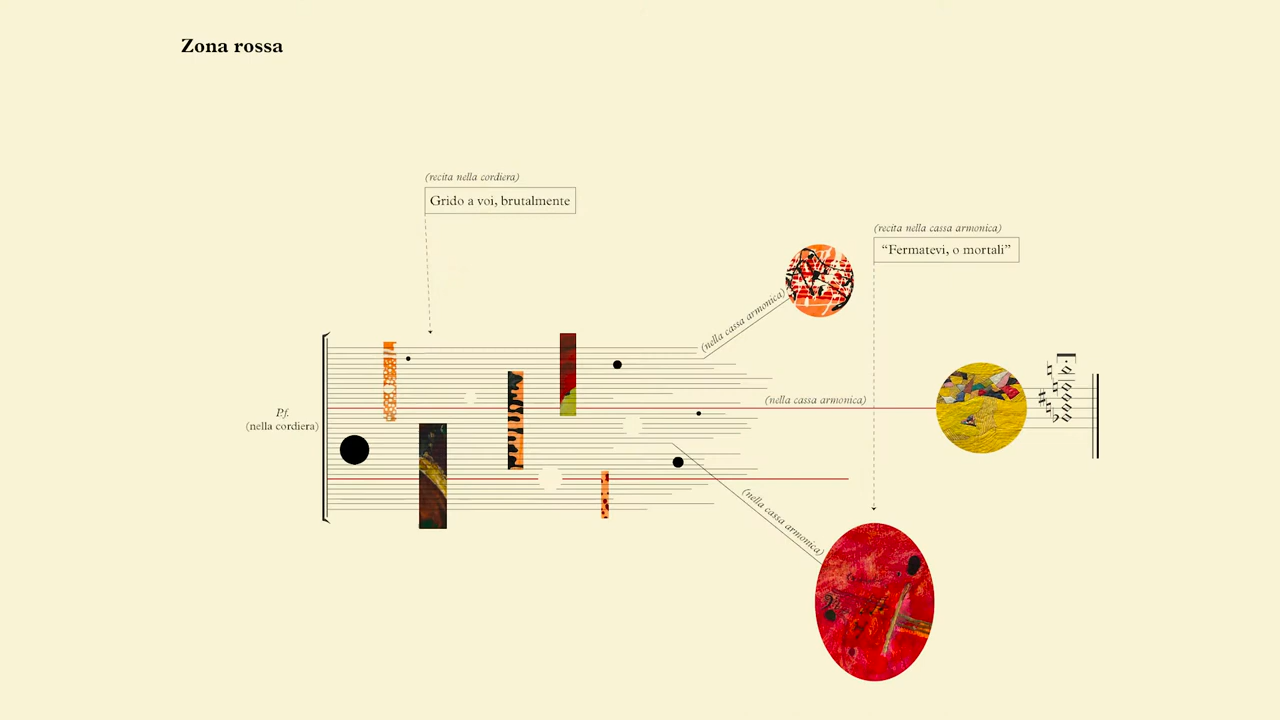 Zona rossa
(recita nella cordiera)
Grido a voi, brutalmente
(recita nella cassa armonica)
“Fermatevi, o mortali”
(nella cassa armonica)
(nella cassa armonica)
P.f.
(nella cordiera)
(nella cassa armonica)